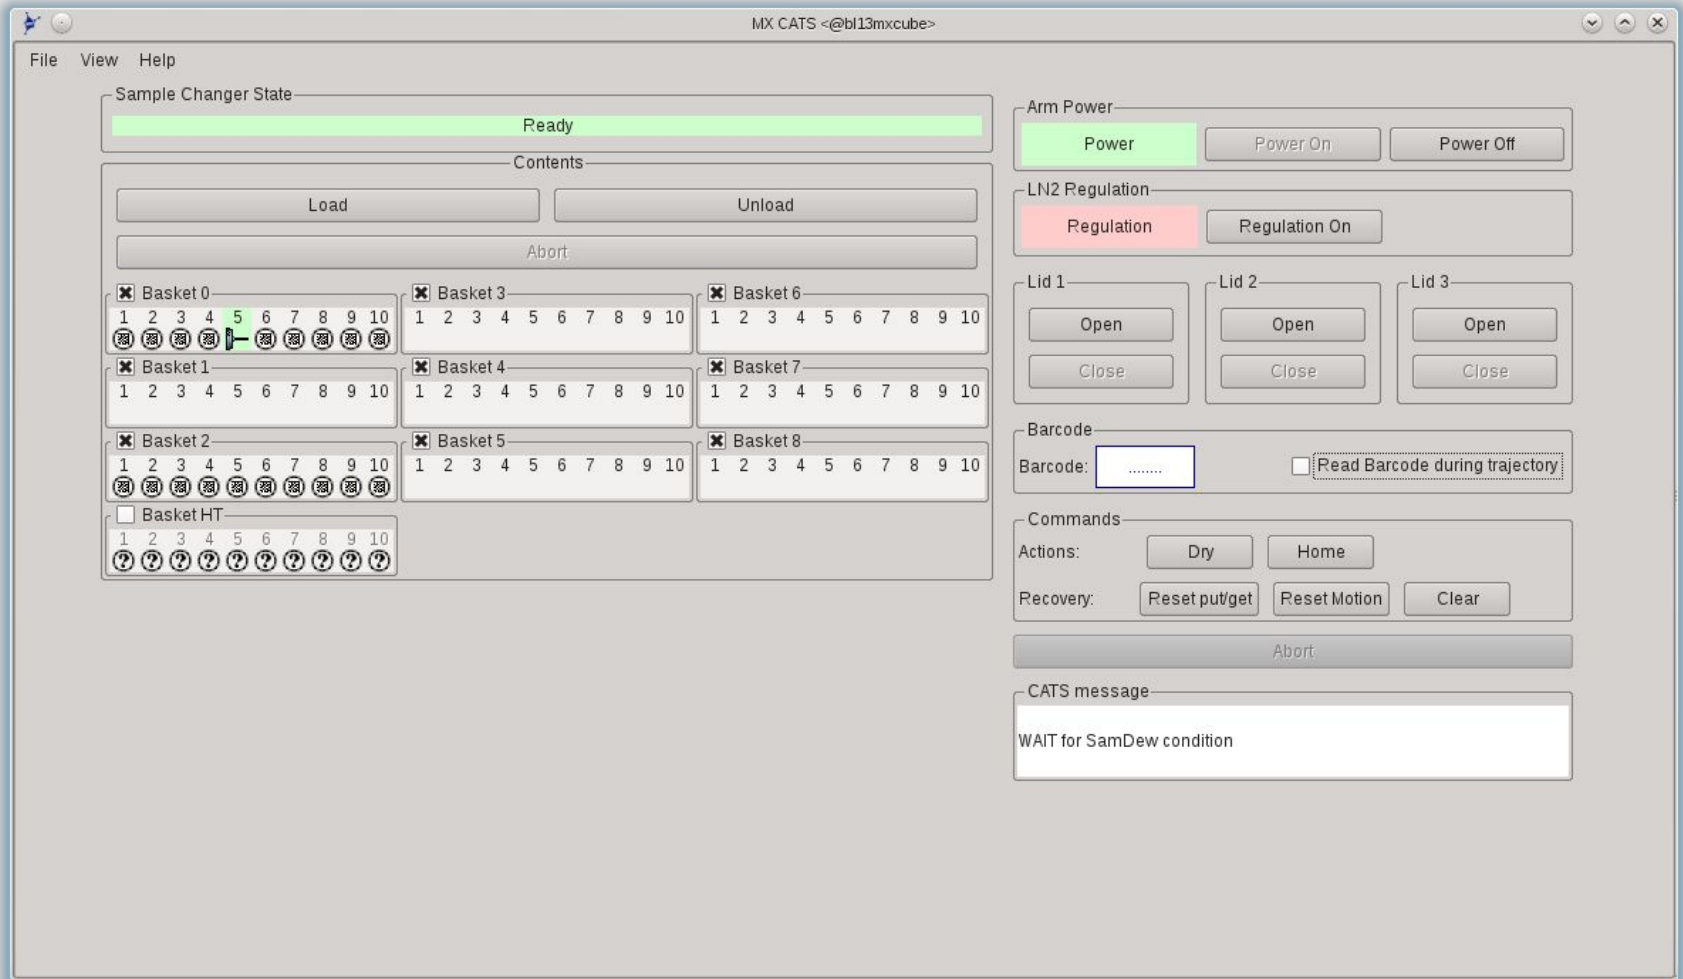 MX CATS <@bl13mxcube>
File View Help
Sample Changer State
Ready
Contents
Load Unload
Abort
Basket 0 Basket 3 Basket 6
1 2 3 4 5 6 7 8 9 10 1 2 3 4 5 6 7 8 9 10 1 2 3 4 5 6 7 8 9 10
Basket 1 Basket 4 Basket 7
1 2 3 4 5 6 7 8 9 10 1 2 3 4 5 6 7 8 9 10 1 2 3 4 5 6 7 8 9 10
Basket 2 Basket 5 Basket 8
1 2 3 4 5 6 7 8 9 10 1 2 3 4 5 6 7 8 9 10 1 2 3 4 5 6 7 8 9 10
Basket HT
1 2 3 4 5 6 7 8 9 10
? ? ? ? ? ? ? ? ? ?
Arm Power
Power Power On Power Off
LN2 Regulation
Regulation Regulation On
Lid 1 Lid 2 Lid 3
Open Open Open
Close Close Close
Barcode
Barcode: ........ Read Barcode during trajectory
Commands
Actions: Dry Home
Recovery: Reset put/get Reset Motion Clear
Abort
CATS message
WAIT for SamDew condition